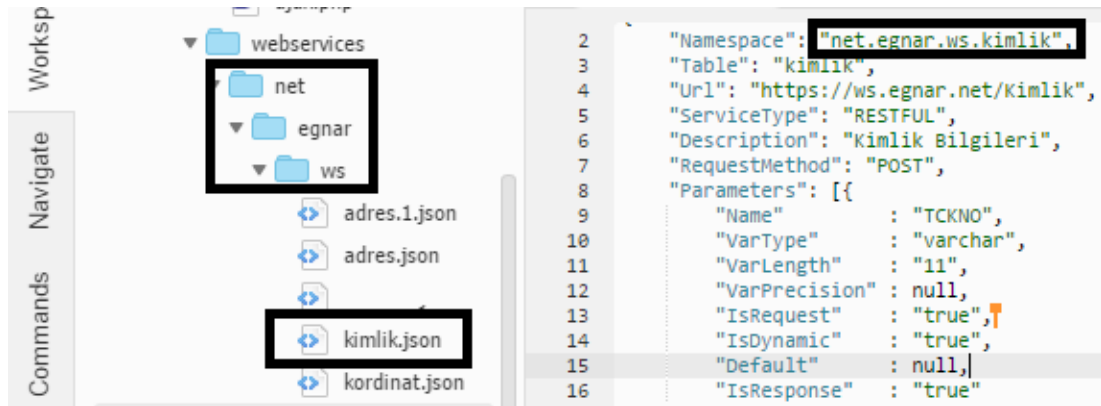 Worksp
Navigate
Commands
webservices
net
egnar
ws
adres.1.json
adres.json
kimlik.json
kordinat.json
2 "Namespace": "net.egnar.ws.kimlik",
3 "Table": "kimlik",
4 "Url": "https://ws.egnar.net/Kimlik",
5 "ServiceType": "RESTFUL",
6 "Description": "Kimlik Bilgileri",
7 "RequestMethod": "POST",
8 "Parameters": [{
9 "Name" : "TCKNO",
10 "VarType" : "varchar",
11 "VarLength" : "11",
12 "VarPrecision" : null,
13 "IsRequest" : "true",
14 "IsDynamic" : "true",
15 "Default" : null,
16 "IsResponse" : "true"